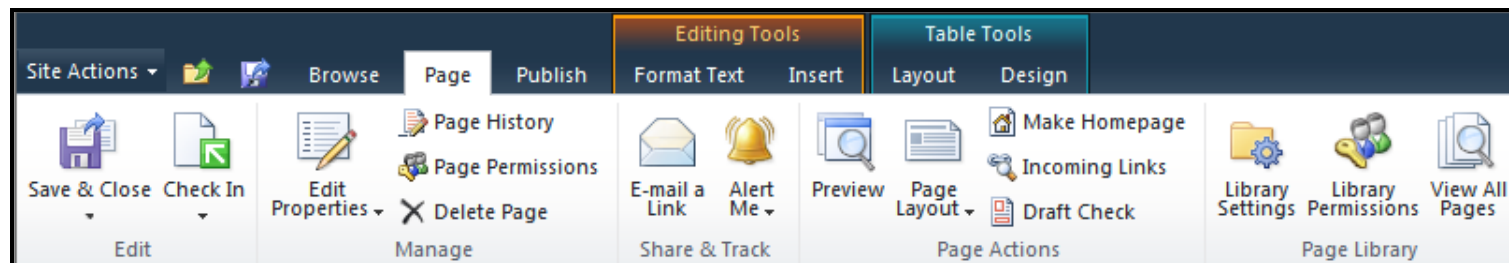 Editing Tools Table Tools
Site Actions Browse Page Publish Format Text Insert Layout Design
Save & Close
Check In
Edit
Properties
Page History
Page Permissions
Delete Page
E-mail a
Link
Alert
Me
Preview
Page
Layout
Make Homepage
Incoming Links
Draft Check
Library
Settings
Library
Permissions
View All
Pages
Edit Manage Share & Track Page Actions Page Library